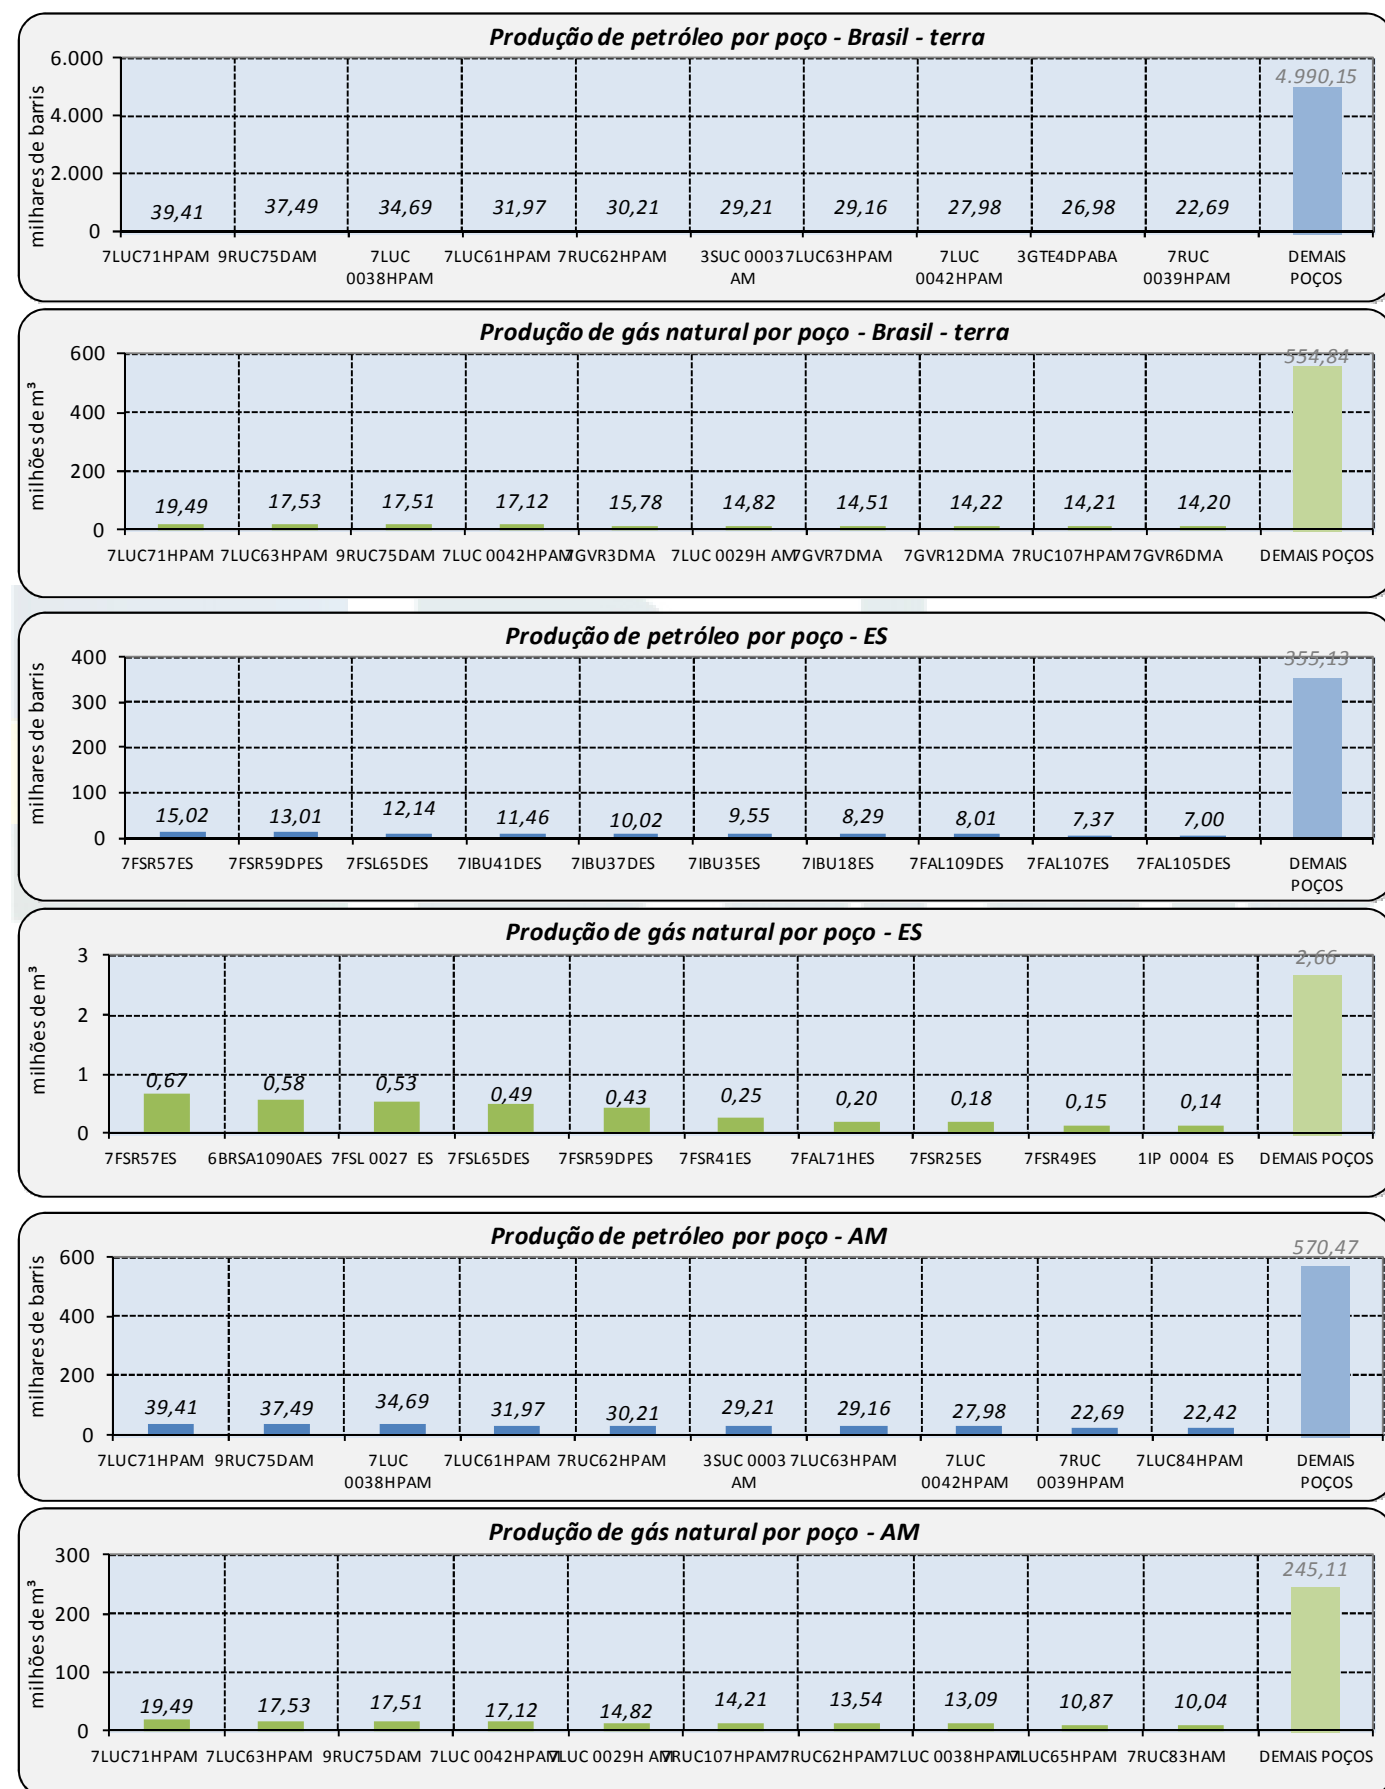 Produção de petróleo por poço - Brasil - terra
milhares de barris
6.000
4.000
2.000
0
39,41 37,49 34,69 31,97 30,21 29,21 29,16 27,98 26,98 22,69 4.990,15
7LUC71HPAM 9RUC75DAM 7LUC 0038HPAM 7LUC61HPAM 7RUC62HPAM 3SUC 0003 AM 7LUC63HPAM 7LUC 0042HPAM 3GTE4DPABA 7RUC 0039HPAM DEMAIS POÇOS
Produção de gás natural por poço - Brasil - terra
milhões de m³
600
400
200
0
19,49 17,53 17,51 17,12 15,78 14,82 14,51 14,22 14,21 14,20 554,84
7LUC71HPAM 7LUC63HPAM 9RUC75DAM 7LUC 0042HPAM 7GVR3DMA 7LUC 0029H AM 7GVR7DMA 7GVR12DMA 7RUC107HPAM 7GVR6DMA DEMAIS POÇOS
Produção de petróleo por poço - ES
milhares de barris
400
300
200
100
0
15,02 13,01 12,14 11,46 10,02 9,55 8,29 8,01 7,37 7,00 355,13
7FSR57ES 7FSR59DPES 7FSL65DES 7IBU41DES 7IBU37DES 7IBU35ES 7IBU18ES 7FAL109DES 7FAL107ES 7FAL105DES DEMAIS POÇOS
Produção de gás natural por poço - ES
milhões de m³
3
2
1
0
0,67 0,58 0,53 0,49 0,43 0,25 0,20 0,18 0,15 0,14 2,66
7FSR57ES 6BRSA1090AES 7FSL 0027 ES 7FSL65DES 7FSR59DPES 7FSR41ES 7FAL71HES 7FSR25ES 7FSR49ES 1IP 0004 ES DEMAIS POÇOS
Produção de petróleo por poço - AM
milhares de barris
600
400
200
0
39,41 37,49 34,69 31,97 30,21 29,21 29,16 27,98 22,69 22,42 570,47
7LUC71HPAM 9RUC75DAM 7LUC 0038HPAM 7LUC61HPAM 7RUC62HPAM 3SUC 0003 AM 7LUC63HPAM 7LUC 0042HPAM 7RUC 0039HPAM 7LUC84HPAM DEMAIS POÇOS
Produção de gás natural por poço - AM
milhões de m³
300
200
100
0
19,49 17,53 17,51 17,12 14,82 14,21 13,54 13,09 10,87 10,04 245,11
7LUC71HPAM 7LUC63HPAM 9RUC75DAM 7LUC 0042HPAM 7LUC 0029H AM 7RUC107HPAM 7RUC62HPAM 7LUC 0038HPAM 7LUC65HPAM 7RUC83HAM DEMAIS POÇOS